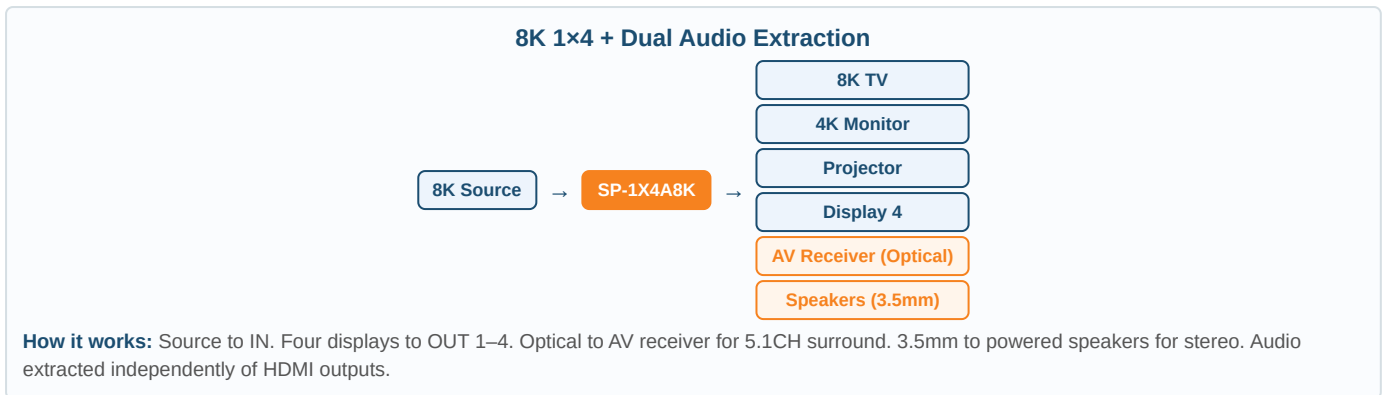 8K 1×4 + Dual Audio Extraction
8K TV
4K Monitor
Projector
8K Source → SP-1X4A8K →
Display 4
AV Receiver (Optical)
Speakers (3.5mm)
How it works: Source to IN. Four displays to OUT 1–4. Optical to AV receiver for 5.1CH surround. 3.5mm to powered speakers for stereo. Audio
extracted independently of HDMI outputs.